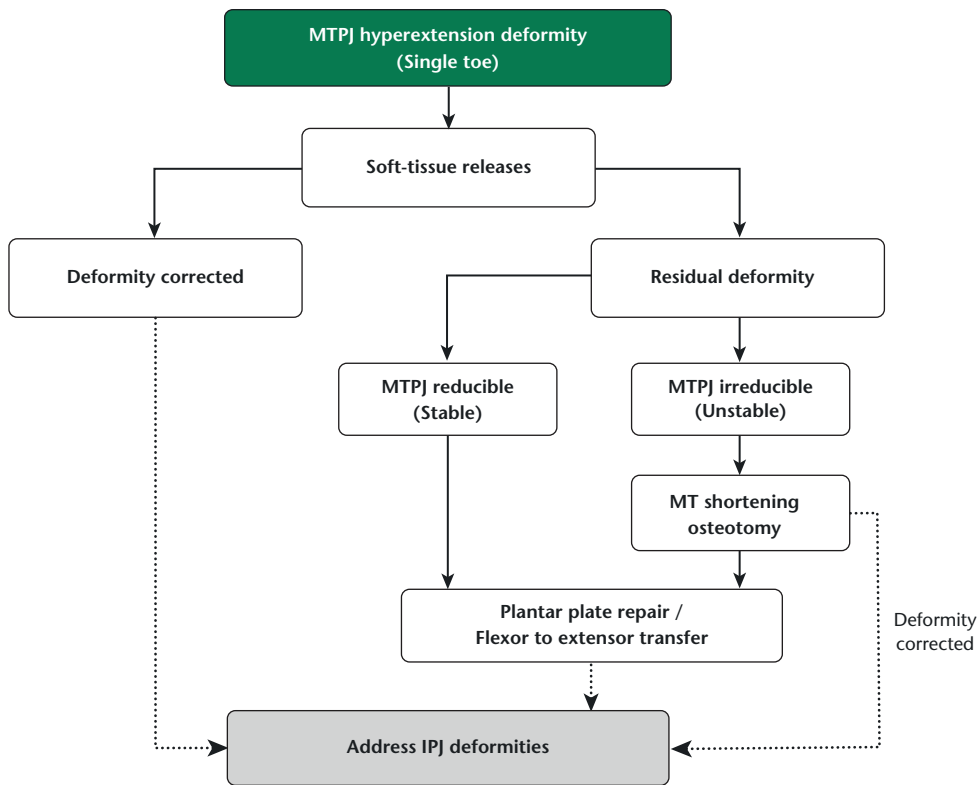 MTPJ hyperextension deformity
(Single toe)
Soft-tissue releases
Deformity corrected
Residual deformity
MTPJ reducible
(Stable)
MTPJ irreducible
(Unstable)
MT shortening
osteotomy
Plantar plate repair /
Flexor to extensor transfer
Deformity
corrected
Address IPJ deformities